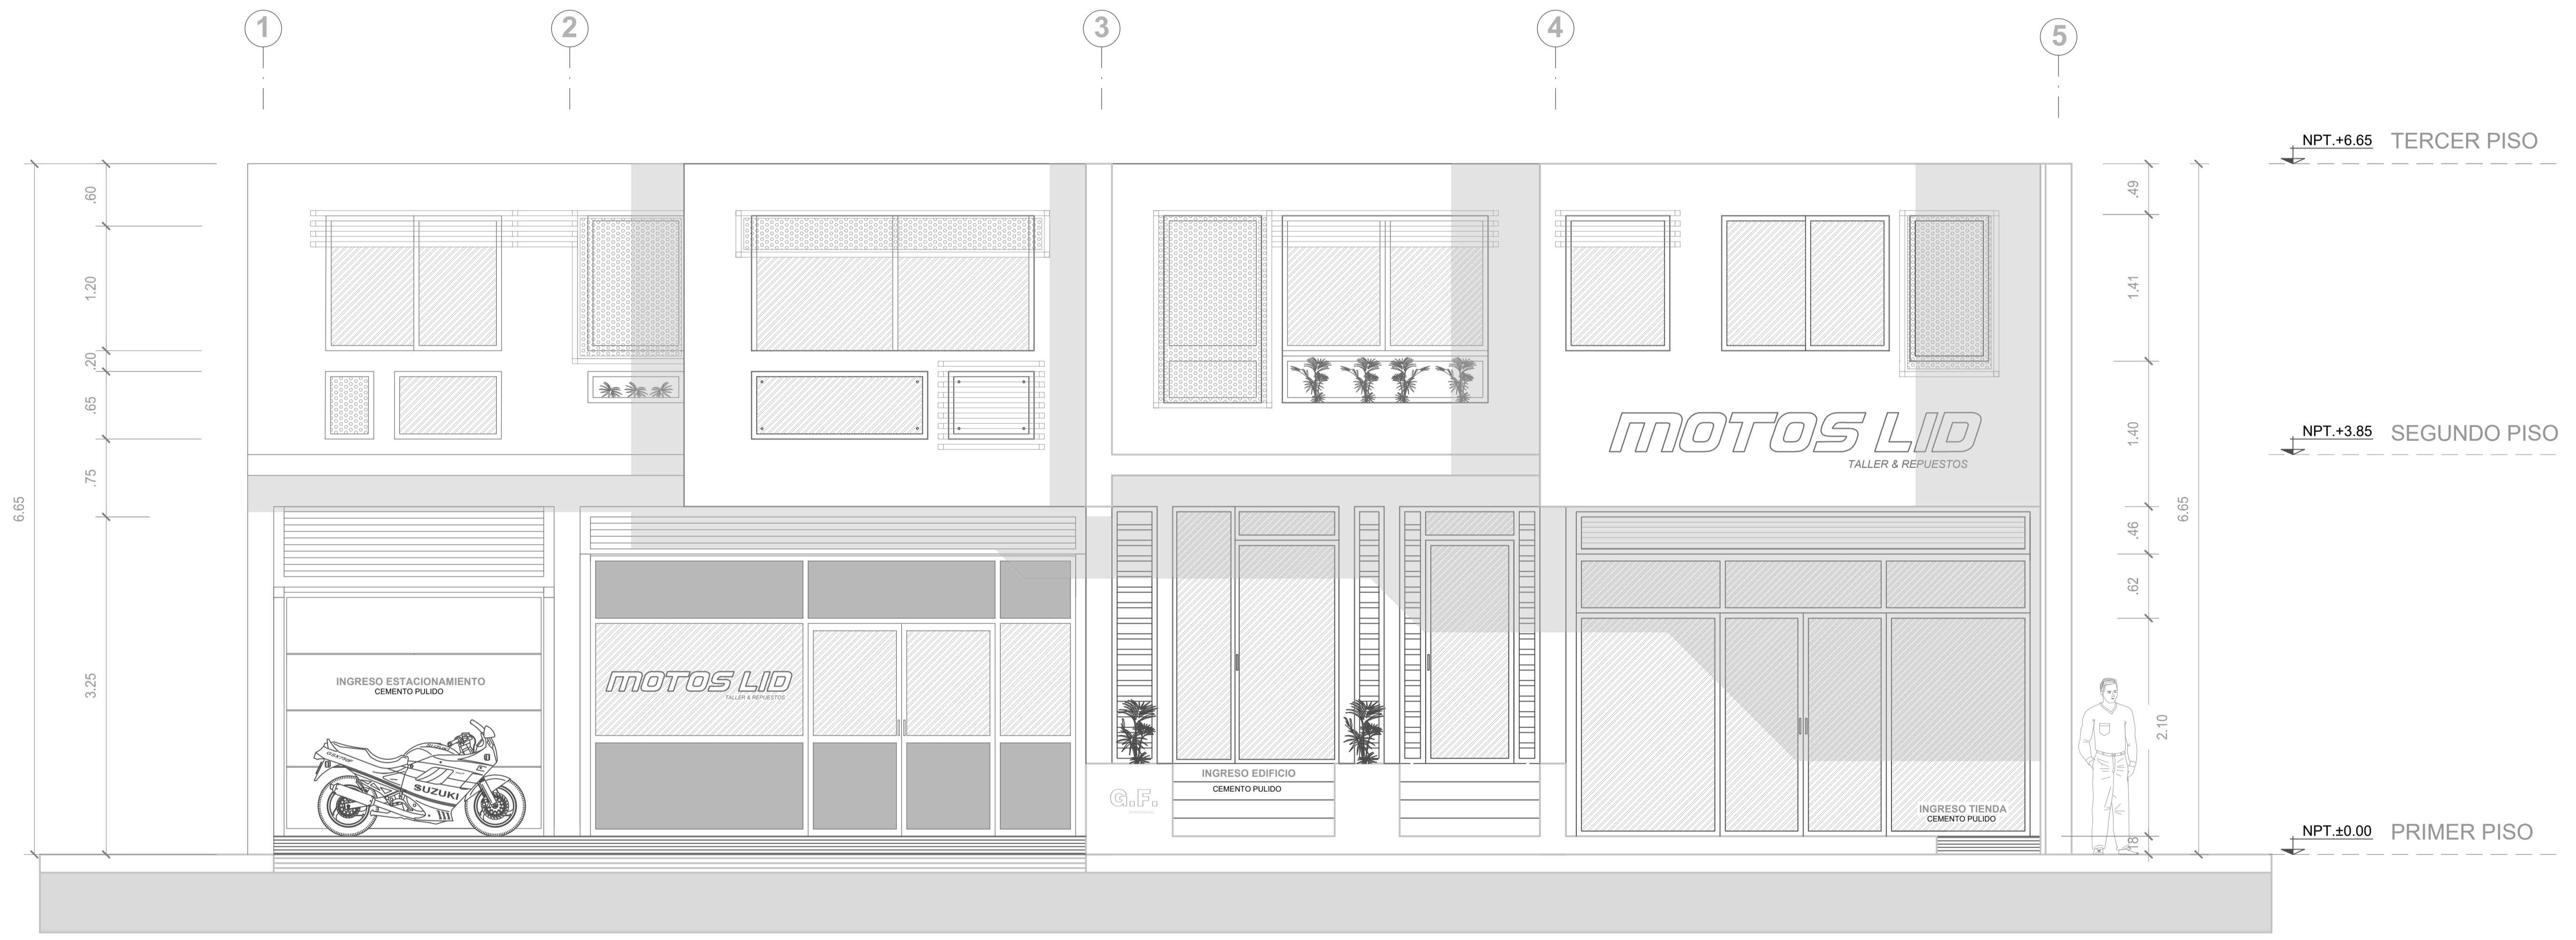 1
2
3
4
5
NPT.+6.65 TERCER PISO
.60
.49
1.20
1.41
.20
.65
1.40
NPT.+3.85 SEGUNDO PISO
MOTOS LID
TALLER & REPUESTOS
.75
6.65
6.65
.46
.62
3.25
INGRESO ESTACIONAMIENTO
CEMENTO PULIDO
MOTOS LID
TALLER & REPUESTOS
2.10
GSX750F
SUZUKI
INGRESO EDIFICIO
CEMENTO PULIDO
G.F.
INGRESO TIENDA
CEMENTO PULIDO
.18
NPT.±0.00 PRIMER PISO